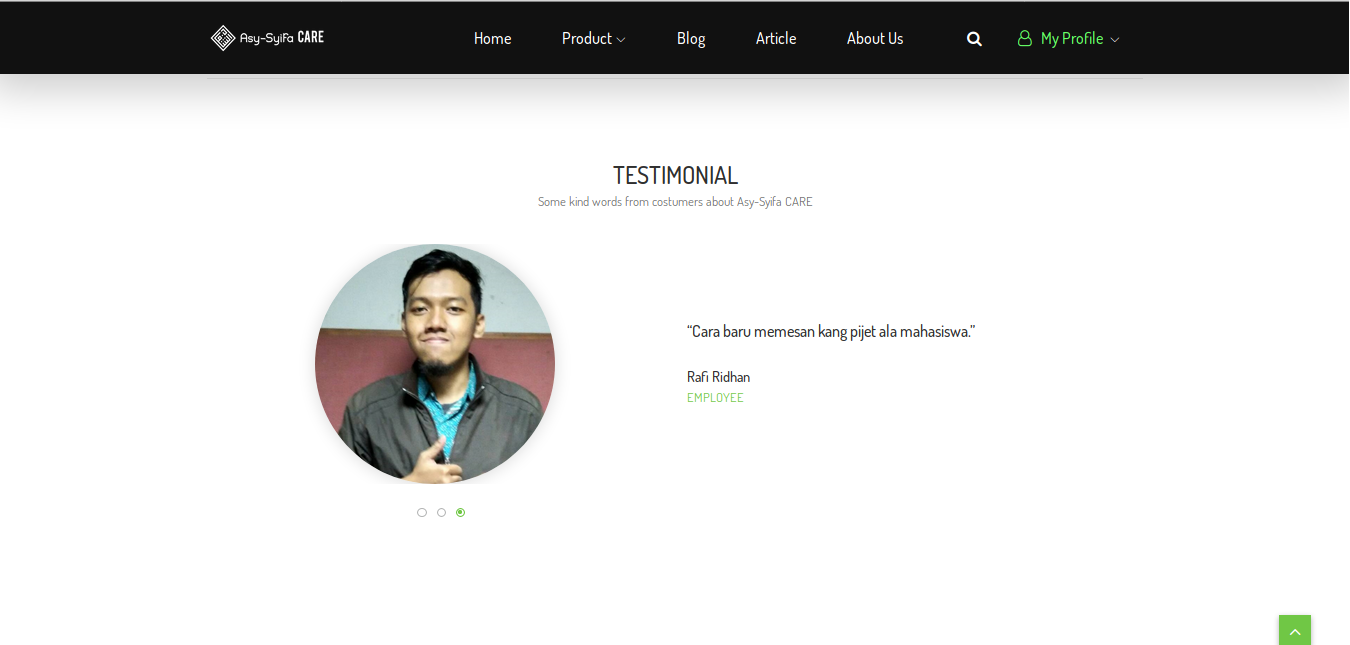 Asy-SyiFa CARE
Home
Product
Blog
Article
About Us
My Profile
TESTIMONIAL
Some kind words from costumers about Asy-Syifa CARE
“Cara baru memesan kang pijet ala mahasiswa.”
Rafi Ridhan
EMPLOYEE